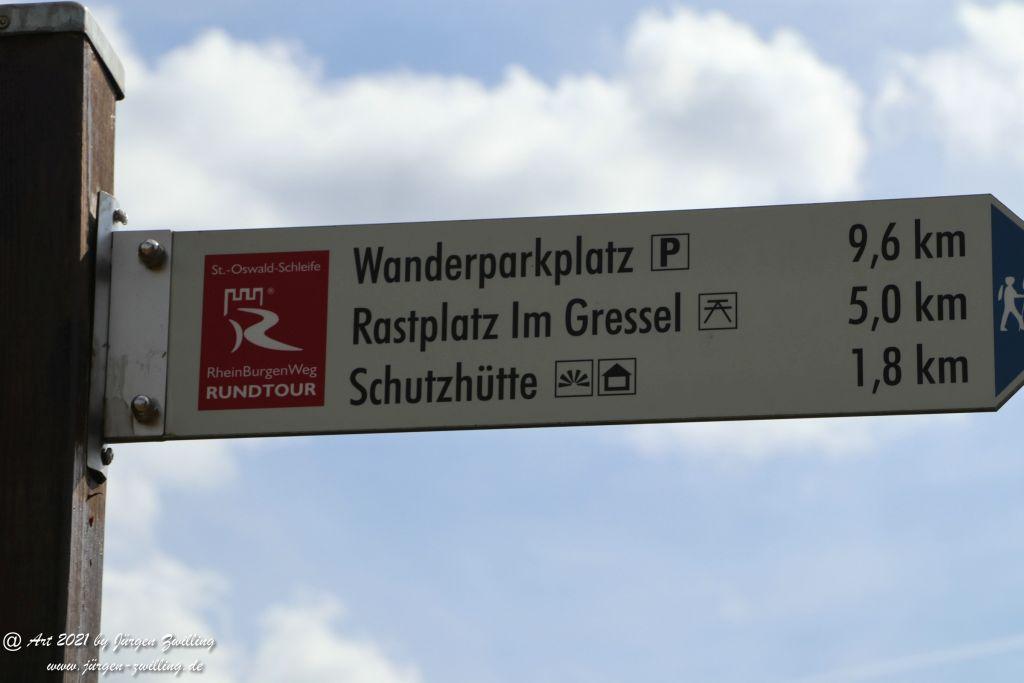 St.-Oswald-Schleife
®
RheinBurgenWeg
RUNDTOUR
Wanderparkplatz P 9,6 km
Rastplatz Im Gressel 5,0 km
Schutzhütte 1,8 km
@ Art 2021 by Jürgen Zwilling
www.jürgen-zwilling.de